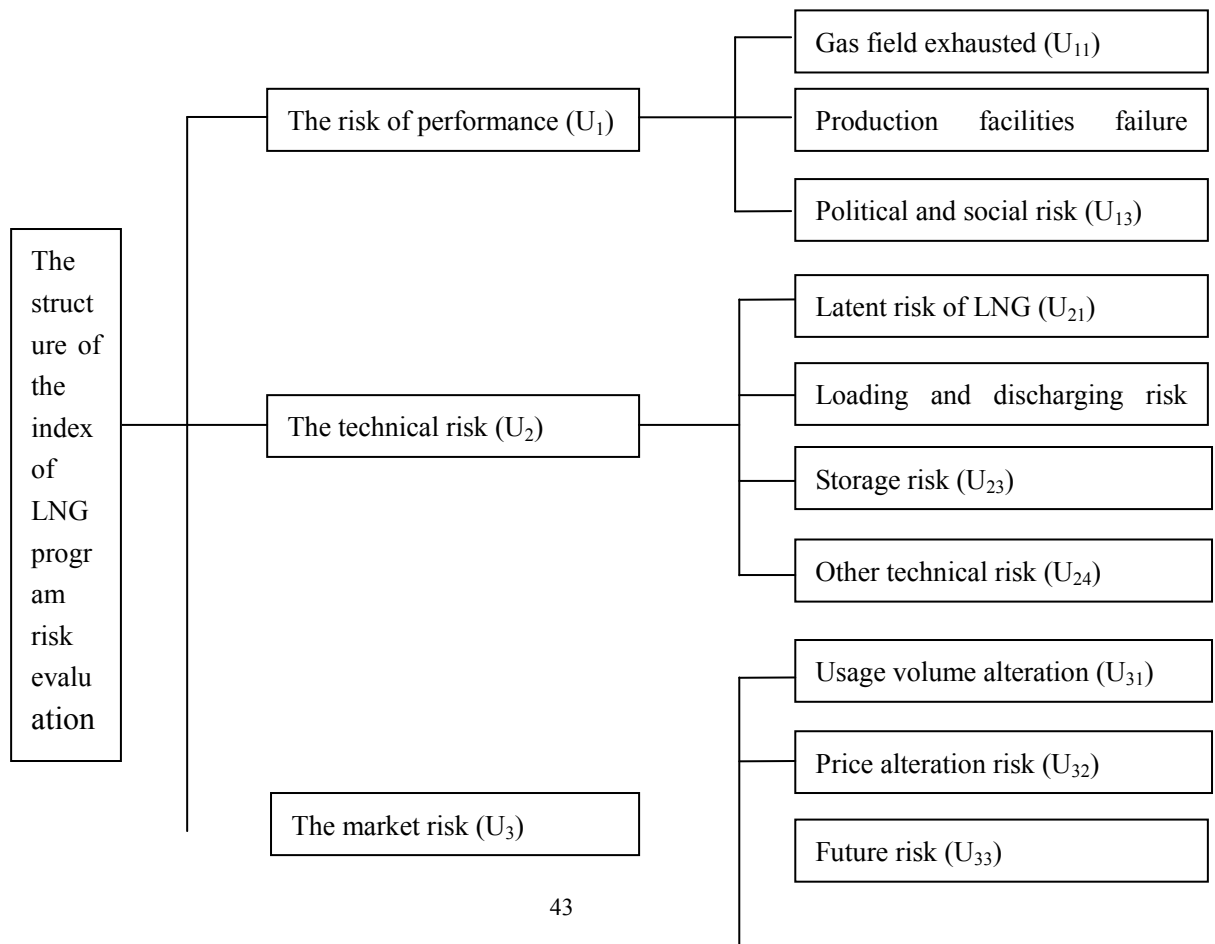 Gas field exhausted (U₁₁)
The risk of performance (U₁)
Production facilities failure
Political and social risk (U₁₃)
The
struct
ure of
the
index
of
LNG
progr
am
risk
evalu
ation
Latent risk of LNG (U₂₁)
Loading and discharging risk
The technical risk (U₂)
Storage risk (U₂₃)
Other technical risk (U₂₄)
Usage volume alteration (U₃₁)
Price alteration risk (U₃₂)
The market risk (U₃)
Future risk (U₃₃)
43